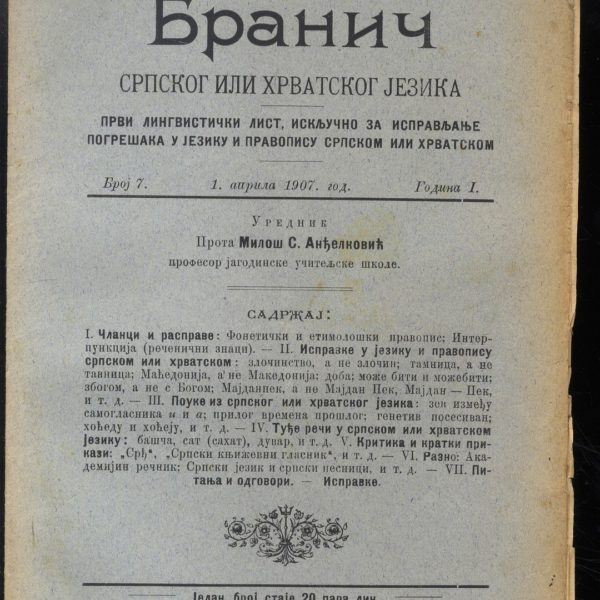 Бранич
СРПСКОГ ИЛИ ХРВАТСКОГ ЈЕЗИКА
ПРВИ ЛИНГВИСТИЧКИ ЛИСТ, ИСКЉУЧНО ЗА ИСПРАВЉАЊЕ
ПОГРЕШАКА У ЈЕЗИКУ И ПРАВОПИСУ СРПСКОМ ИЛИ ХРВАТСКОМ
Број 7. 1. априла 1907. год. Година I.
Уредник
Прота Милош С. Анђелковић
професор јагодинске учитељске школе.
САДРЖАЈ:
I. Чланци и расправе: Фонетички и етимолошки правопис; Интер-
пункција (реченични знаци). — II. Исправке у језику и правопису
српском или хрватском: злочинство, а не злочин; тамница, а не
тавница; Маћедонија, а не Македонија; доба; може бити и можебити;
збогом, а не с Богом; Мајданпек, а не Мајдан Пек, Мајдан — Пек,
и т. д. — III. Поуке из српског или хрватског језика: зев између
самогласника и и а; прилог времена прошлог; генетив посесиван;
хоћеду и хоћеју, и т. д. — IV. Туђе речи у српском или хрватском
језику: башча, сат (сахат), дувар, и т. д. V. Критика и кратки при-
кази: „Срђ“, „Српски књижевни гласник“, и т. д. — VI. Разно: Ака-
демијин речник; Српски језик и српски песници, и т. д. — VII. Пи-
тања и одговори. — Исправке.
Један број стаје 20 пара дин.